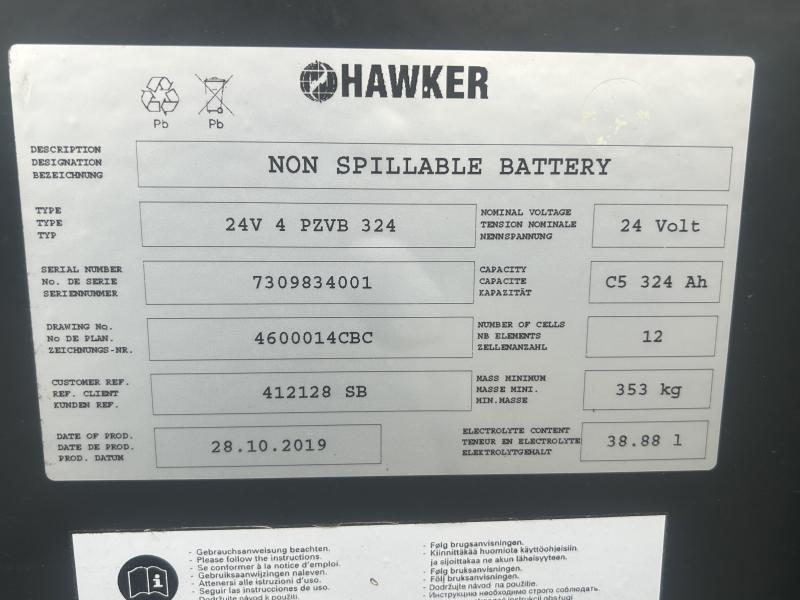 HAWKER
Pb Pb
DESCRIPTION
DESIGNATION
BEZEICHNUNG
NON SPILLABLE BATTERY
TYPE
TYPE
TYP
24V 4 PZVB 324
NOMINAL VOLTAGE
TENSION NOMINALE
NENNSPANNUNG
24 Volt
SERIAL NUMBER
No. DE SERIE
SERIENNUMMER
7309834001
CAPACITY
CAPACITE
KAPAZITÄT
C5 324 Ah
DRAWING No.
No DE PLAN.
ZEICHNUNGS-NR.
4600014CBC
NUMBER OF CELLS
NB ELEMENTS
ZELLENANZAHL
12
CUSTOMER REF.
REF. CLIENT
KUNDEN REF.
412128 SB
MASS MINIMUM
MASSE MINI.
MIN.MASSE
353 kg
DATE OF PROD.
DATE DE PROD.
PROD. DATUM
28.10.2019
ELECTROLYTE CONTENT
TENEUR EN ELECTROLYTE
ELEKTROLYTGEHALT
38.88 l
- Gebrauchsanweisung beachten.
- Please follow the instructions.
- Se conformer à la notice d'emploi.
- Gebruiksaanwijzingen naleven.
- Attenersi alle istruzioni d'uso.
- Seguir las instrucciones de uso.
- Dodržujte návod k použití.
- Følg brugsanvisningen.
- Kiinnittäkää huomiota käyttöohjeisiin
ja sijoittakaa ne akun läheisyyteen.
- Følg bruksanvisningen.
- Dodržujte návod na použitie.
- Инструкцию необходимо строго соблюдать.